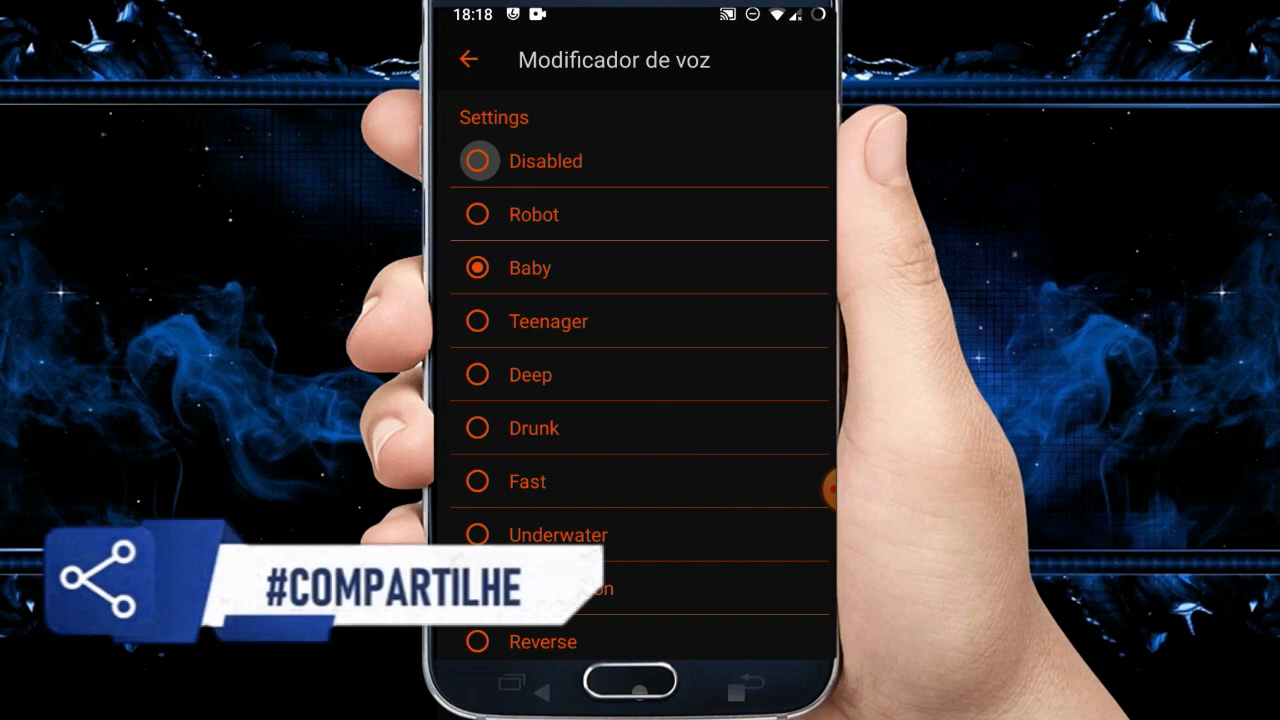 18:18
Modificador de voz
Settings
Disabled
Robot
Baby
Teenager
Deep
Drunk
Fast
Underwater
Reverse
#COMPARTILHE